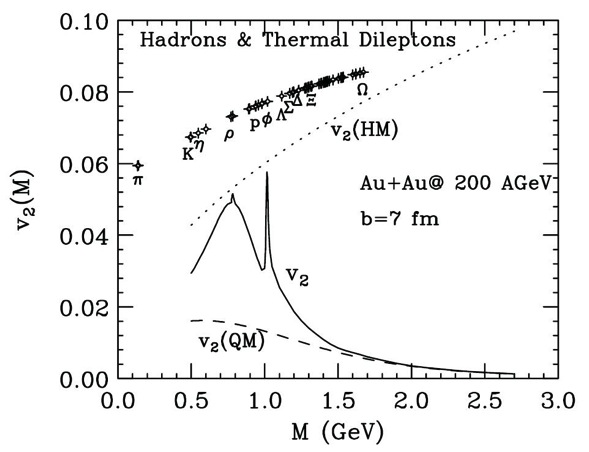 Hadrons & Thermal Dileptons
0.10
0.08
0.06
0.04
0.02
0.00
v₂(M)
π
K
η
ρ
p
φ
Λ
Σ
Δ
Ξ
Ω
v₂(HM)
Au+Au@ 200 AGeV
b=7 fm
v₂
v₂(QM)
0.0 0.5 1.0 1.5 2.0 2.5 3.0
M (GeV)